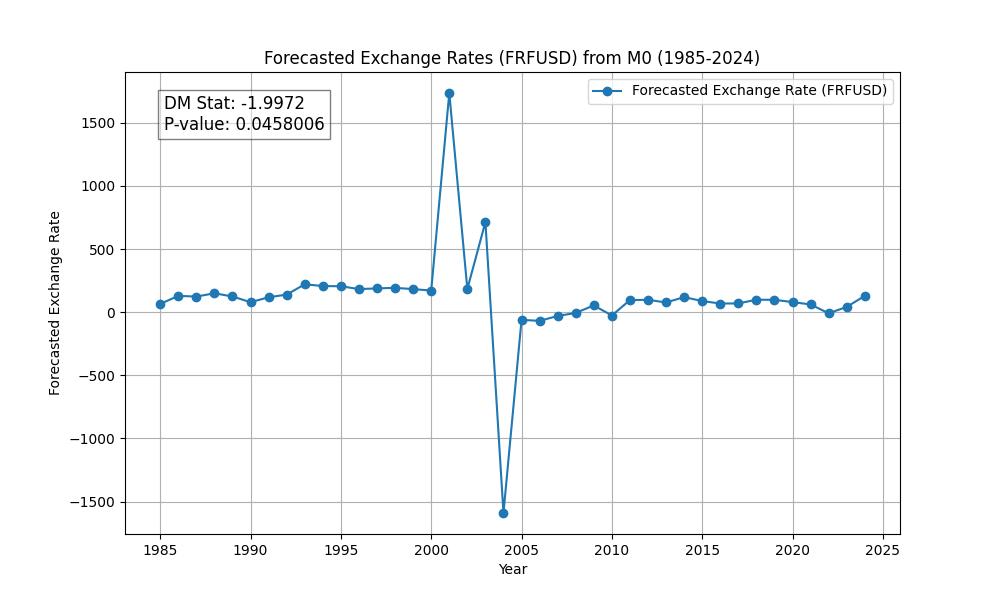 Forecasted Exchange Rates (FRFUSD) from M0 (1985-2024)
DM Stat: -1.9972
P-value: 0.0458006
Forecasted Exchange Rate (FRFUSD)
Forecasted Exchange Rate
1500
1000
500
0
−500
−1000
−1500
1985 1990 1995 2000 2005 2010 2015 2020 2025
Year